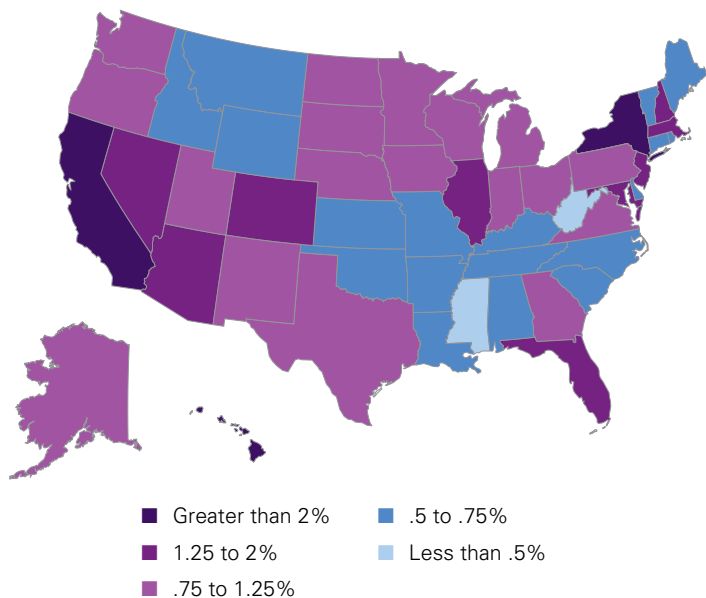 Greater than 2%
1.25 to 2%
.75 to 1.25%
.5 to .75%
Less than .5%